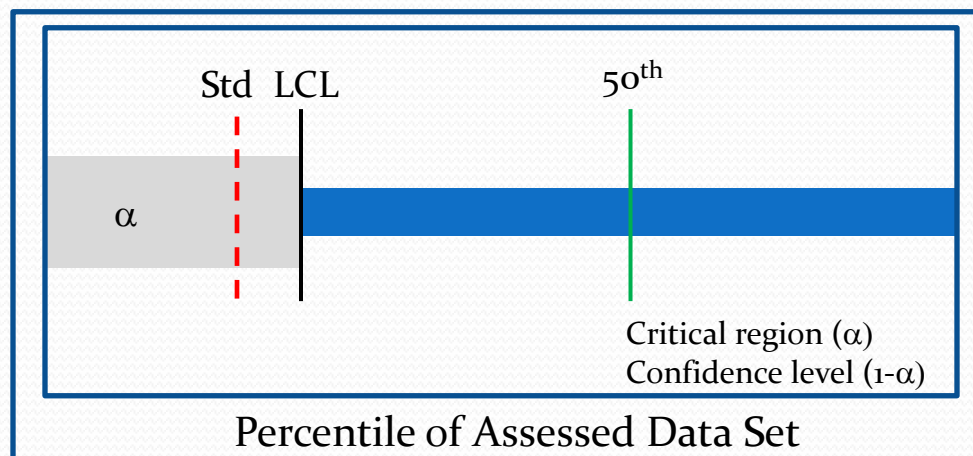 Std LCL 50th
α
Critical region (α)
Confidence level (1-α)
Percentile of Assessed Data Set